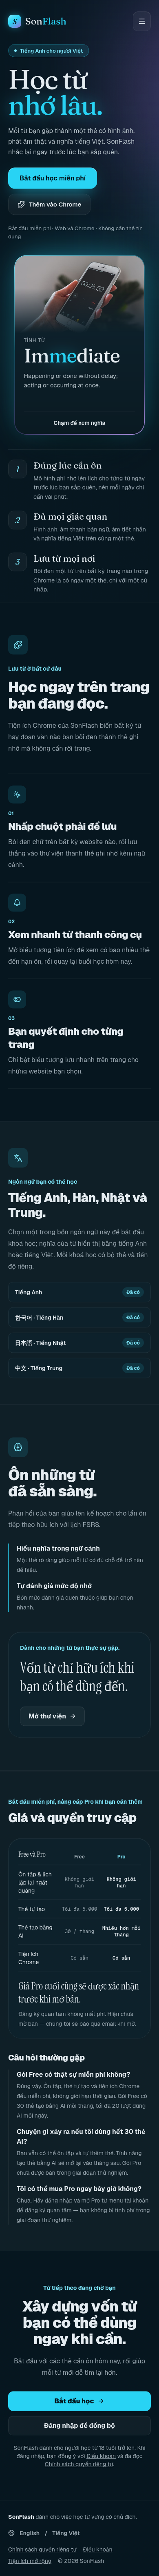 SonFlash
Tiếng Anh cho người Việt
Học từ
nhớ lâu.
Mỗi từ bạn gặp thành một thẻ có hình ảnh,
phát âm thật và nghĩa tiếng Việt. SonFlash
nhắc lại ngay trước lúc bạn sắp quên.
Bắt đầu học miễn phí
Thêm vào Chrome
Bắt đầu miễn phí · Web và Chrome · Không cần thẻ tín
dụng
TÍNH TỪ
Immediate
Happening or done without delay;
acting or occurring at once.
Chạm để xem nghĩa
1
Đúng lúc cần ôn
Mô hình ghi nhớ lên lịch cho từng từ ngay
trước lúc bạn sắp quên, nên mỗi ngày chỉ
cần vài phút.
2
Đủ mọi giác quan
Hình ảnh, âm thanh bản ngữ, âm tiết nhấn
và nghĩa tiếng Việt trên cùng một thẻ.
3
Lưu từ mọi nơi
Bôi đen một từ trên bất kỳ trang nào trong
Chrome là có ngay một thẻ, chỉ với một cú
nhấp.
Lưu từ ở bất cứ đâu
Học ngay trên trang
bạn đang đọc.
Tiện ích Chrome của SonFlash biến bất kỳ từ
hay đoạn văn nào bạn bôi đen thành thẻ ghi
nhớ mà không cần rời trang.
01
Nhấp chuột phải để lưu
Bôi đen chữ trên bất kỳ website nào, rồi lưu
thẳng vào thư viện thành thẻ ghi nhớ kèm ngữ
cảnh.
02
Xem nhanh từ thanh công cụ
Mở biểu tượng tiện ích để xem có bao nhiêu thẻ
đến hạn ôn, rồi quay lại buổi học hôm nay.
03
Bạn quyết định cho từng
trang
Chỉ bật biểu tượng lưu nhanh trên trang cho
những website bạn chọn.
Ngôn ngữ bạn có thể học
Tiếng Anh, Hàn, Nhật và
Trung.
Chọn một trong bốn ngôn ngữ này để bắt đầu
khoá học; nghĩa của từ hiển thị bằng tiếng Anh
hoặc tiếng Việt. Mỗi khoá học có bộ thẻ và tiến
độ riêng.
Tiếng Anh
Đã có
한국어 · Tiếng Hàn
Đã có
日本語 · Tiếng Nhật
Đã có
中文 · Tiếng Trung
Đã có
Ôn những từ
đã sẵn sàng.
Phản hồi của bạn giúp lên kế hoạch cho lần ôn
tiếp theo hữu ích với lịch FSRS.
Hiểu nghĩa trong ngữ cảnh
Một thẻ rõ ràng giúp mỗi từ có đủ chỗ để trở nên
dễ hiểu.
Tự đánh giá mức độ nhớ
Bốn mức đánh giá quen thuộc giúp bạn chọn
nhanh.
Dành cho những từ bạn thực sự gặp.
Vốn từ chỉ hữu ích khi
bạn có thể dùng đến.
Mở thư viện →
Bắt đầu miễn phí, nâng cấp Pro khi bạn cần thêm
Giá và quyền truy cập
Free và Pro
Free
Pro
Ôn tập & lịch
lặp lại ngắt
quãng
Không giới
hạn
Không giới
hạn
Thẻ tự tạo
Tối đa 5.000
Tối đa 5.000
Thẻ tạo bằng
AI
30 / tháng
Nhiều hơn mỗi
tháng
Tiện ích
Chrome
Có sẵn
Có sẵn
Giá Pro cuối cùng sẽ được xác nhận
trước khi mở bán.
Đăng ký quan tâm không mất phí. Hiện chưa
mở bán — chúng tôi sẽ báo qua email khi mở.
Câu hỏi thường gặp
Gói Free có thật sự miễn phí không?
Đúng vậy. Ôn tập, thẻ tự tạo và tiện ích Chrome
đều miễn phí, không giới hạn thời gian. Gói Free có
30 thẻ tạo bằng AI mỗi tháng, tối đa 20 lượt dùng
AI mỗi ngày.
Chuyện gì xảy ra nếu tôi dùng hết 30 thẻ
AI?
Bạn vẫn có thể ôn tập và tự thêm thẻ. Tính năng
tạo thẻ bằng AI sẽ mở lại vào tháng sau. Gói Pro
chưa được bán trong giai đoạn thử nghiệm.
Tôi có thể mua Pro ngay bây giờ không?
Chưa. Hãy đăng nhập và mở Pro từ menu tài khoản
để đăng ký quan tâm — bạn không bị tính phí trong
giai đoạn thử nghiệm.
Từ tiếp theo đang chờ bạn
Xây dựng vốn từ
bạn có thể dùng
ngay khi cần.
Bắt đầu với các thẻ cần ôn hôm nay, rồi giúp
mỗi từ mới dễ tìm lại hơn.
Bắt đầu học →
Đăng nhập để đồng bộ
SonFlash dành cho người học từ 18 tuổi trở lên. Khi
đăng nhập, bạn đồng ý với Điều khoản và đã đọc
Chính sách quyền riêng tư.
SonFlash dành cho việc học từ vựng có chủ đích.
English / Tiếng Việt
Chính sách quyền riêng tư Điều khoản
Tiện ích mở rộng © 2026 SonFlash